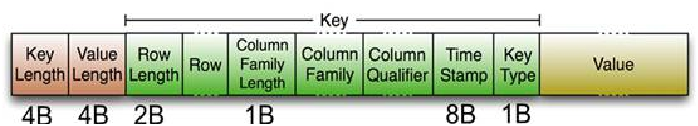 Key
Key Length
Value Length
Row Length
Row
Column Family Length
Column Family
Column Qualifier
Time Stamp
Key Type
Value
4B 4B 2B 1B 8B 1B